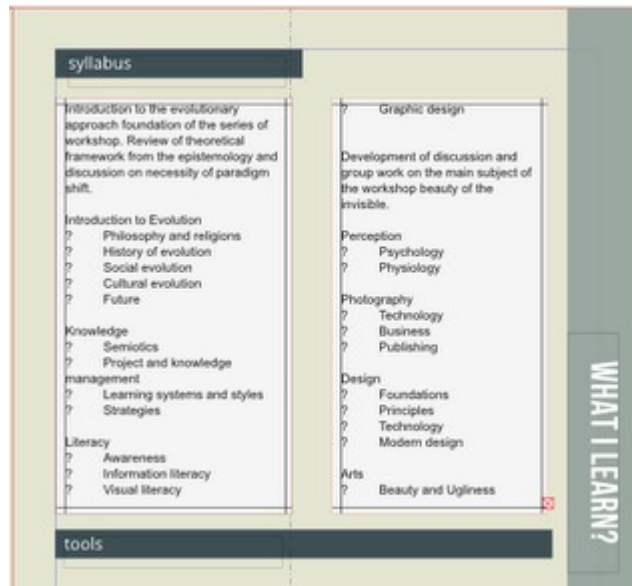 syllabus
Introduction to the evolutionary
approach foundation of the series of
workshop. Review of theoretical
framework from the epistemology and
discussion on necessity of paradigm
shift.
Introduction to Evolution
? Philosophy and religions
? History of evolution
? Social evolution
? Cultural evolution
? Future
Knowledge
? Semiotics
? Project and knowledge
management
? Learning systems and styles
? Strategies
Literacy
? Awareness
? Information literacy
? Visual literacy
? Graphic design
Development of discussion and
group work on the main subject of
the workshop beauty of the
invisible.
Perception
? Psychology
? Physiology
Photography
? Technology
? Business
? Publishing
Design
? Foundations
? Principles
? Technology
? Modern design
Arts
? Beauty and Ugliness
tools
WHAT I LEARN?